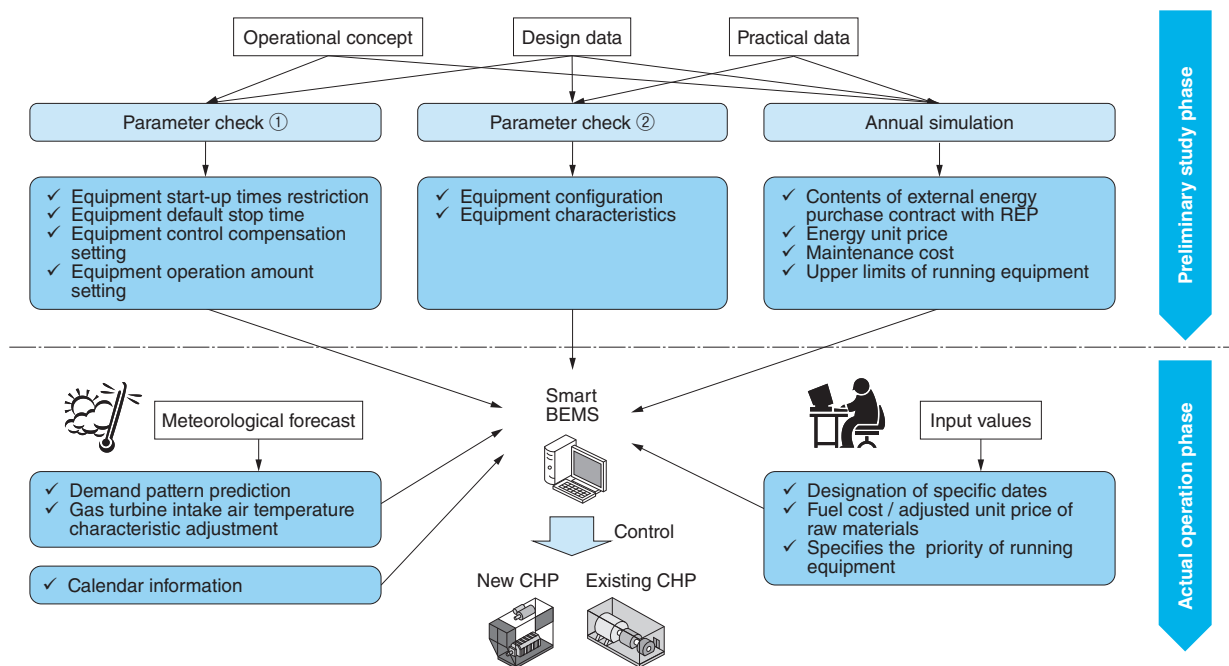 Operational concept
Design data
Practical data
Parameter check ①
Parameter check ②
Annual simulation
✓ Equipment start-up times restriction
✓ Equipment default stop time
✓ Equipment control compensation
setting
✓ Equipment operation amount
setting
✓ Equipment configuration
✓ Equipment characteristics
✓ Contents of external energy
purchase contract with REP
✓ Energy unit price
✓ Maintenance cost
✓ Upper limits of running equipment
Preliminary study phase
Smart
BEMS
Meteorological forecast
Input values
✓ Demand pattern prediction
✓ Gas turbine intake air temperature
characteristic adjustment
✓ Calendar information
✓ Designation of specific dates
✓ Fuel cost / adjusted unit price of
raw materials
✓ Specifies the priority of running
equipment
Control
New CHP
Existing CHP
Actual operation phase